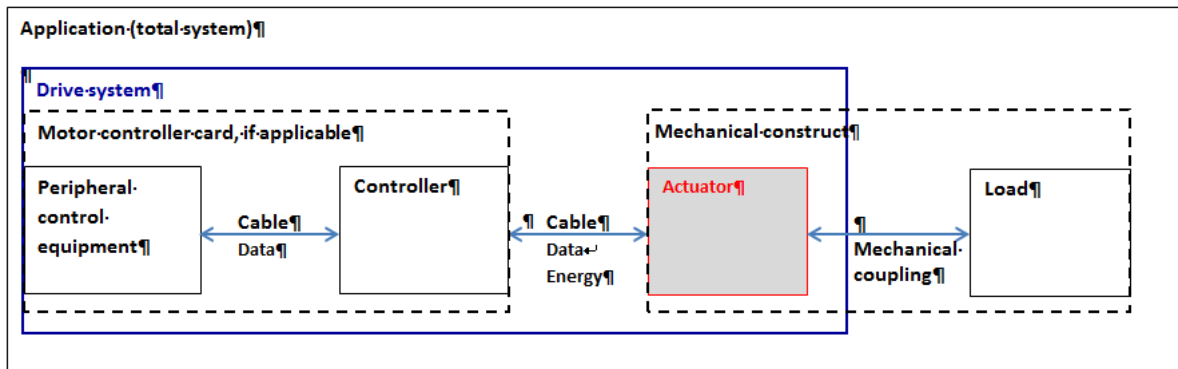 Application·(total·system)¶
¶
Drive·system¶
Motor·controller·card,·if·applicable¶
Mechanical·construct¶
Peripheral·
control·
equipment¶
Cable¶
Data¶
Controller¶
¶
Cable¶
Data↵
Energy¶
Actuator¶
¶
Mechanical·
coupling¶
Load¶